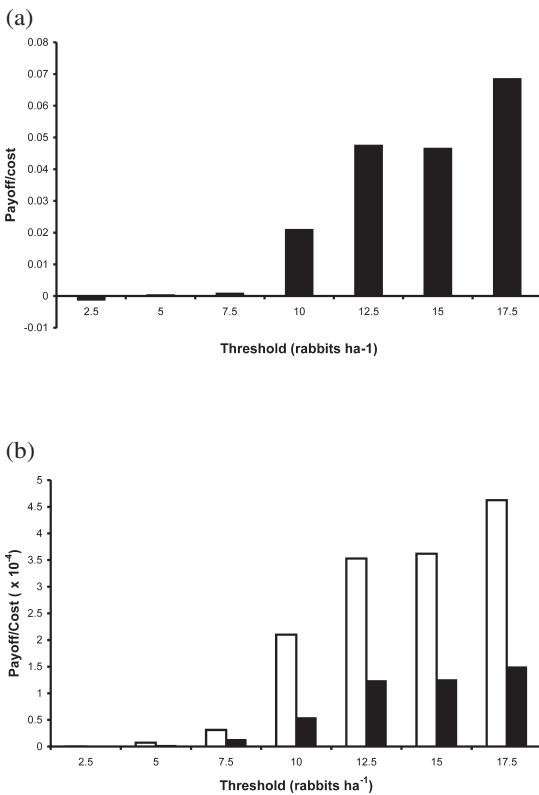 (a)
0.08
0.07
0.06
0.05
0.04
0.03
0.02
0.01
0
-0.01
Payoff/cost
2.5 5 7.5 10 12.5 15 17.5
Threshold (rabbits ha-1)
(b)
5
4.5
4
3.5
3
2.5
2
1.5
1
0.5
0
Payoff/Cost ( x 10⁻⁴)
2.5 5 7.5 10 12.5 15 17.5
Threshold (rabbits ha⁻¹)